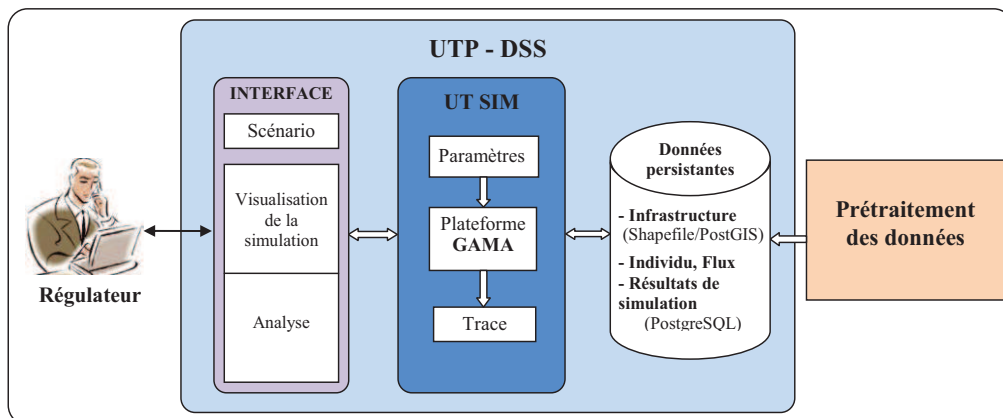 UTP - DSS
Régulateur
INTERFACE
Scénario
Visualisation
de la
simulation
Analyse
UT SIM
Paramètres
Plateforme
GAMA
Trace
Données
persistantes
- Infrastructure
(Shapefile/PostGIS)
- Individu, Flux
- Résultats de
simulation
(PostgreSQL)
Prétraitement
des données